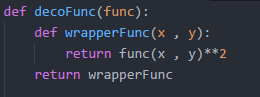 def decoFunc(func):
    def wrapperFunc(x , y):
        return func(x , y)**2
    return wrapperFunc